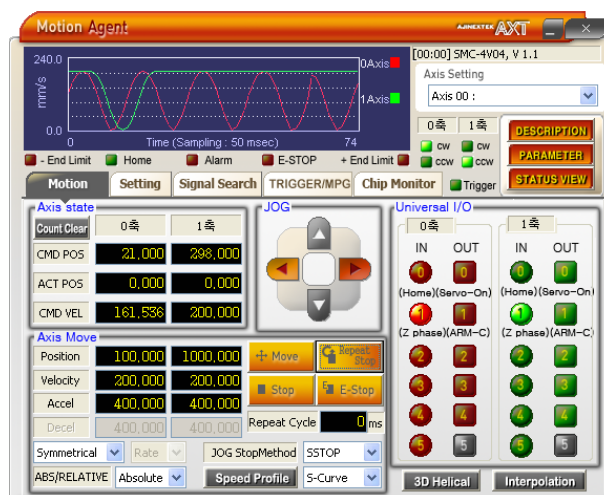 Motion Agent
AJINEXTEK AXT
[00:00] SMC-4V04, V 1.1
240.0
mm/s
0.0
0
Time (Sampling : 50 msec)
74
0Axis
1Axis
Axis Setting
Axis 00 :
0축
1축
cw
cw
ccw
ccw
DESCRIPTION
PARAMETER
STATUS VIEW
- End Limit
Home
Alarm
E-STOP
+ End Limit
Trigger
Motion
Setting
Signal Search
TRIGGER/MPG
Chip Monitor
Axis state
Count Clear
0축
1축
CMD POS
21,000
298,000
ACT POS
0,000
0,000
CMD VEL
161,536
200,000
JOG
Axis Move
Position
100,000
1000,000
Velocity
200,000
200,000
Accel
400,000
400,000
Decel
400,000
400,000
Move
Repeat Stop
Stop
E-Stop
Repeat Cycle
0
ms
Symmetrical
Rate
JOG StopMethod
SSTOP
ABS/RELATIVE
Absolute
Speed Profile
S-Curve
Universal I/O
0축
IN
OUT
0
0
(Home)(Servo-On)
1
1
(Z phase)(ARM-C)
2
2
3
3
4
4
5
5
1축
IN
OUT
0
0
(Home)(Servo-On)
1
1
(Z phase)(ARM-C)
2
2
3
3
4
4
5
5
3D Helical
Interpolation